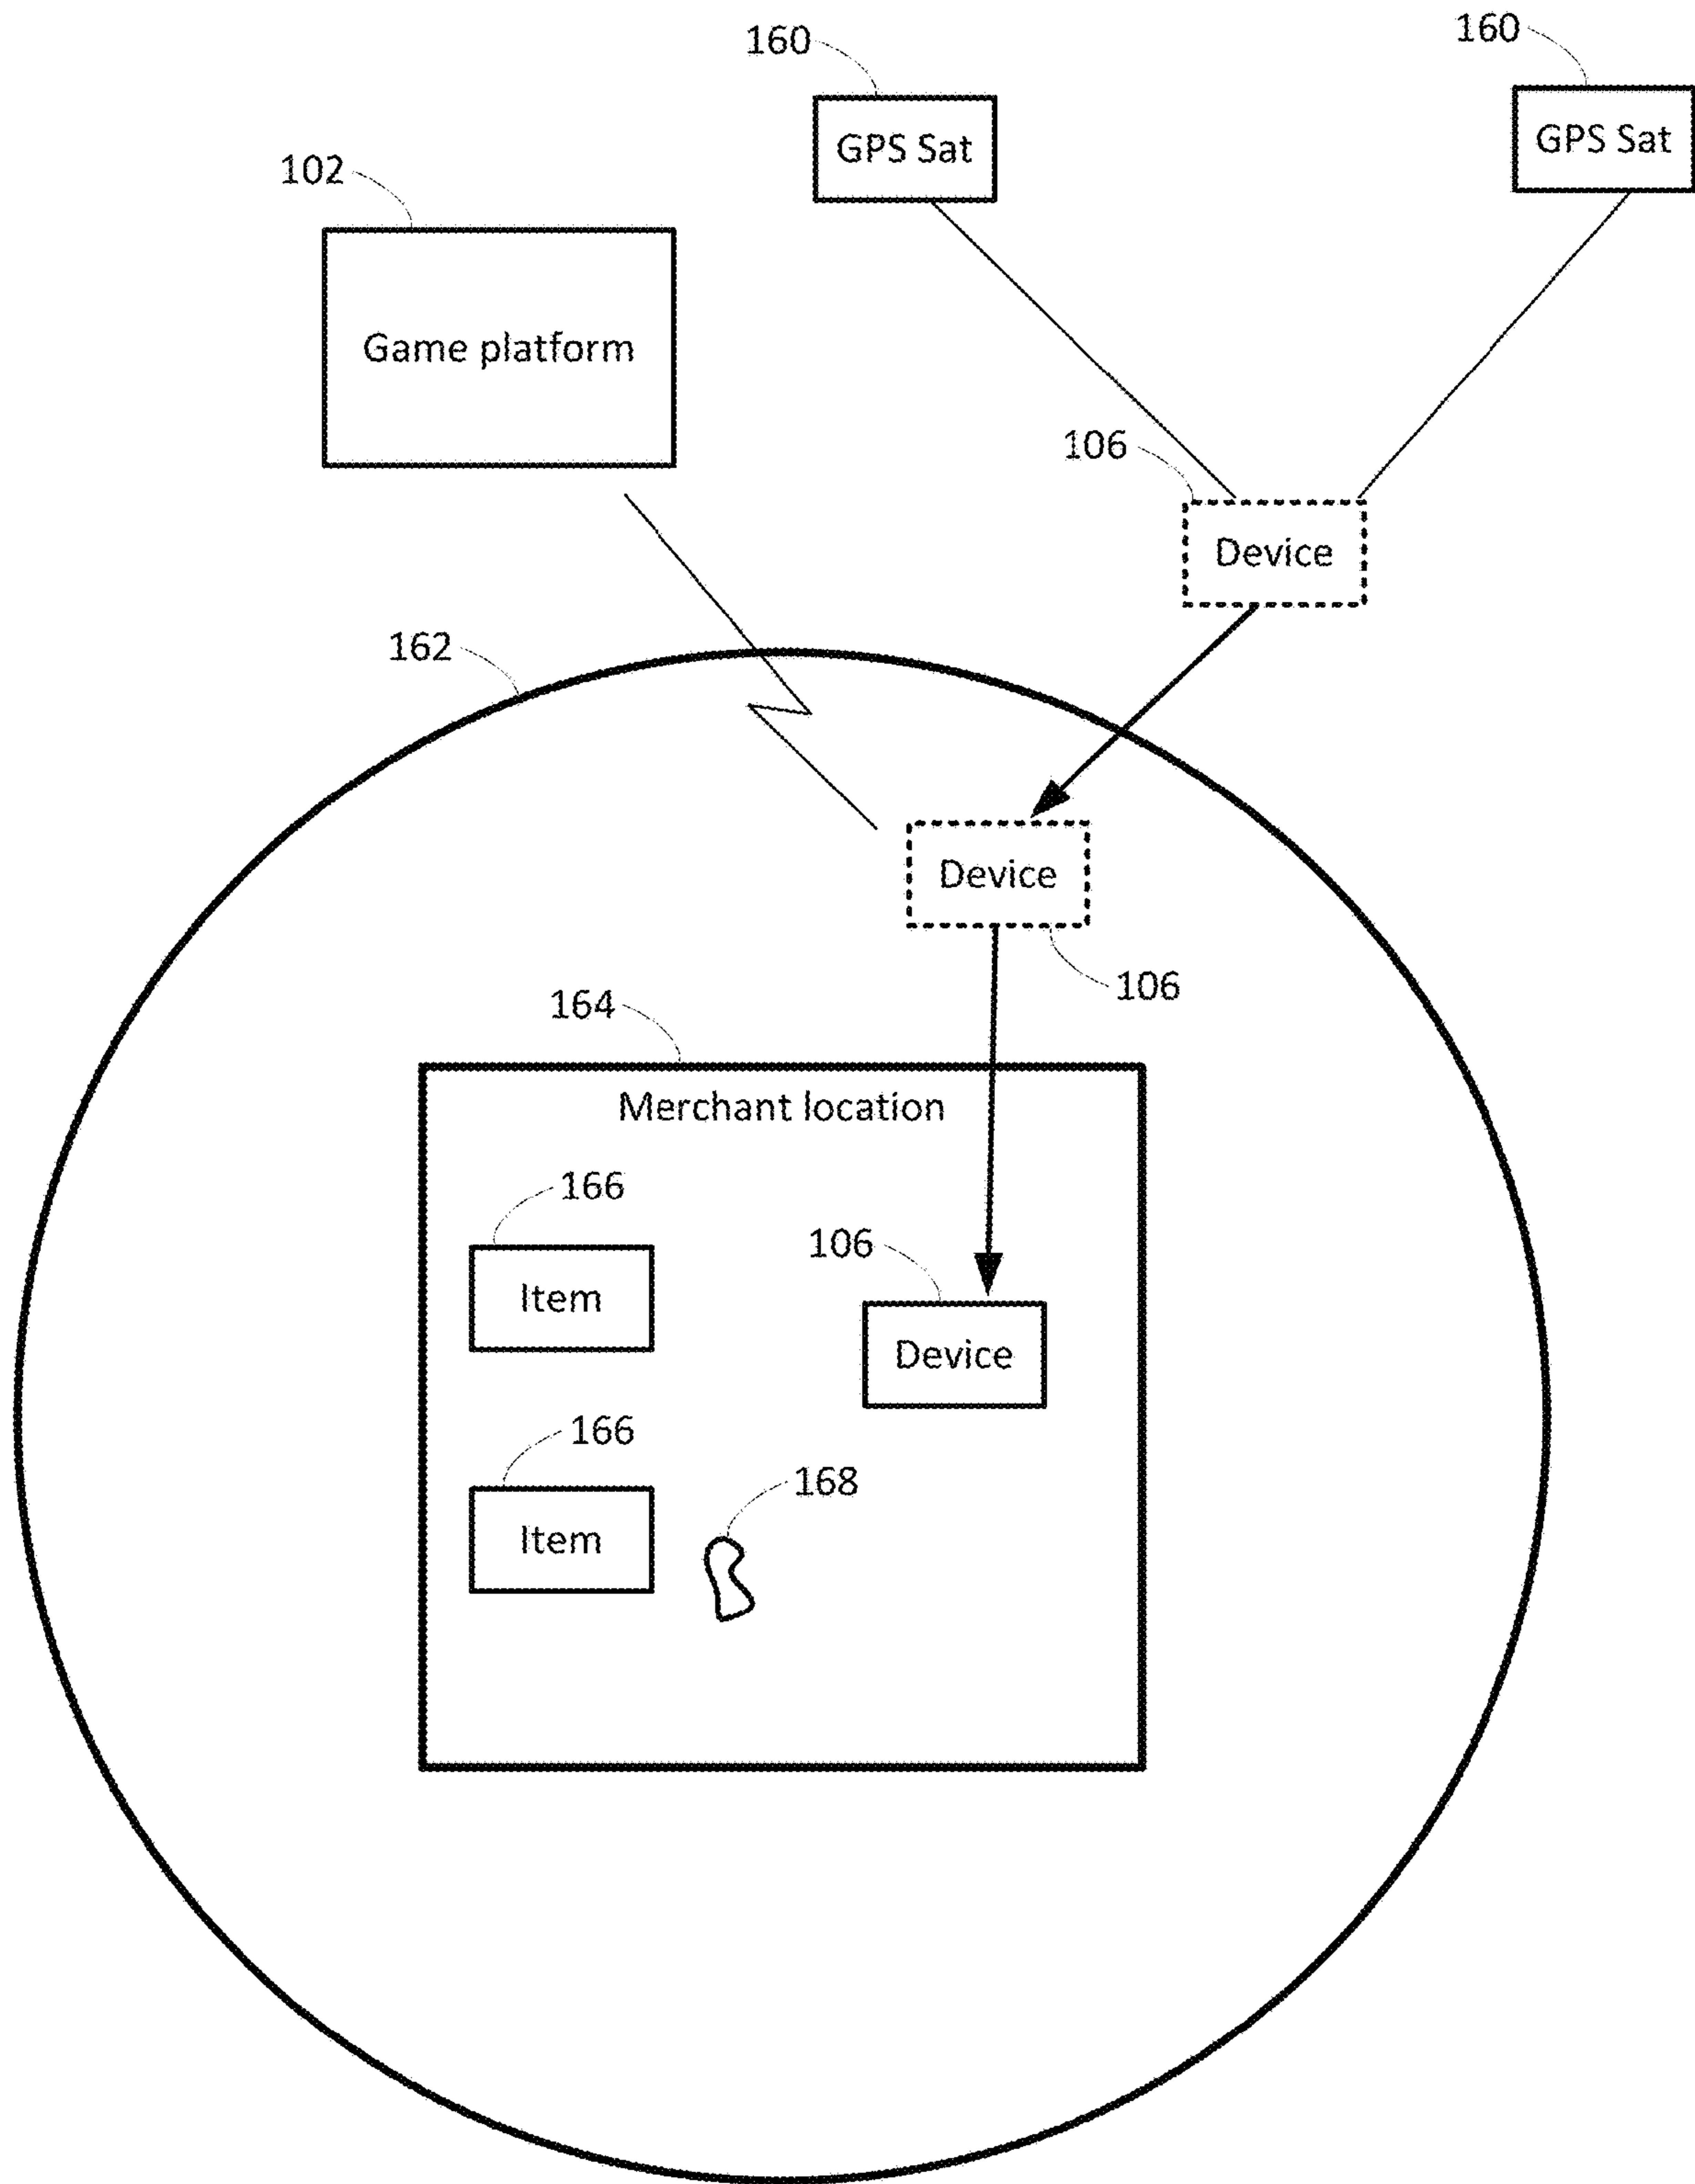 160
160
GPS Sat
GPS Sat
102
Game platform
106
Device
162
Device
106
164
Merchant location
166
106
Item
Device
166
168
Item